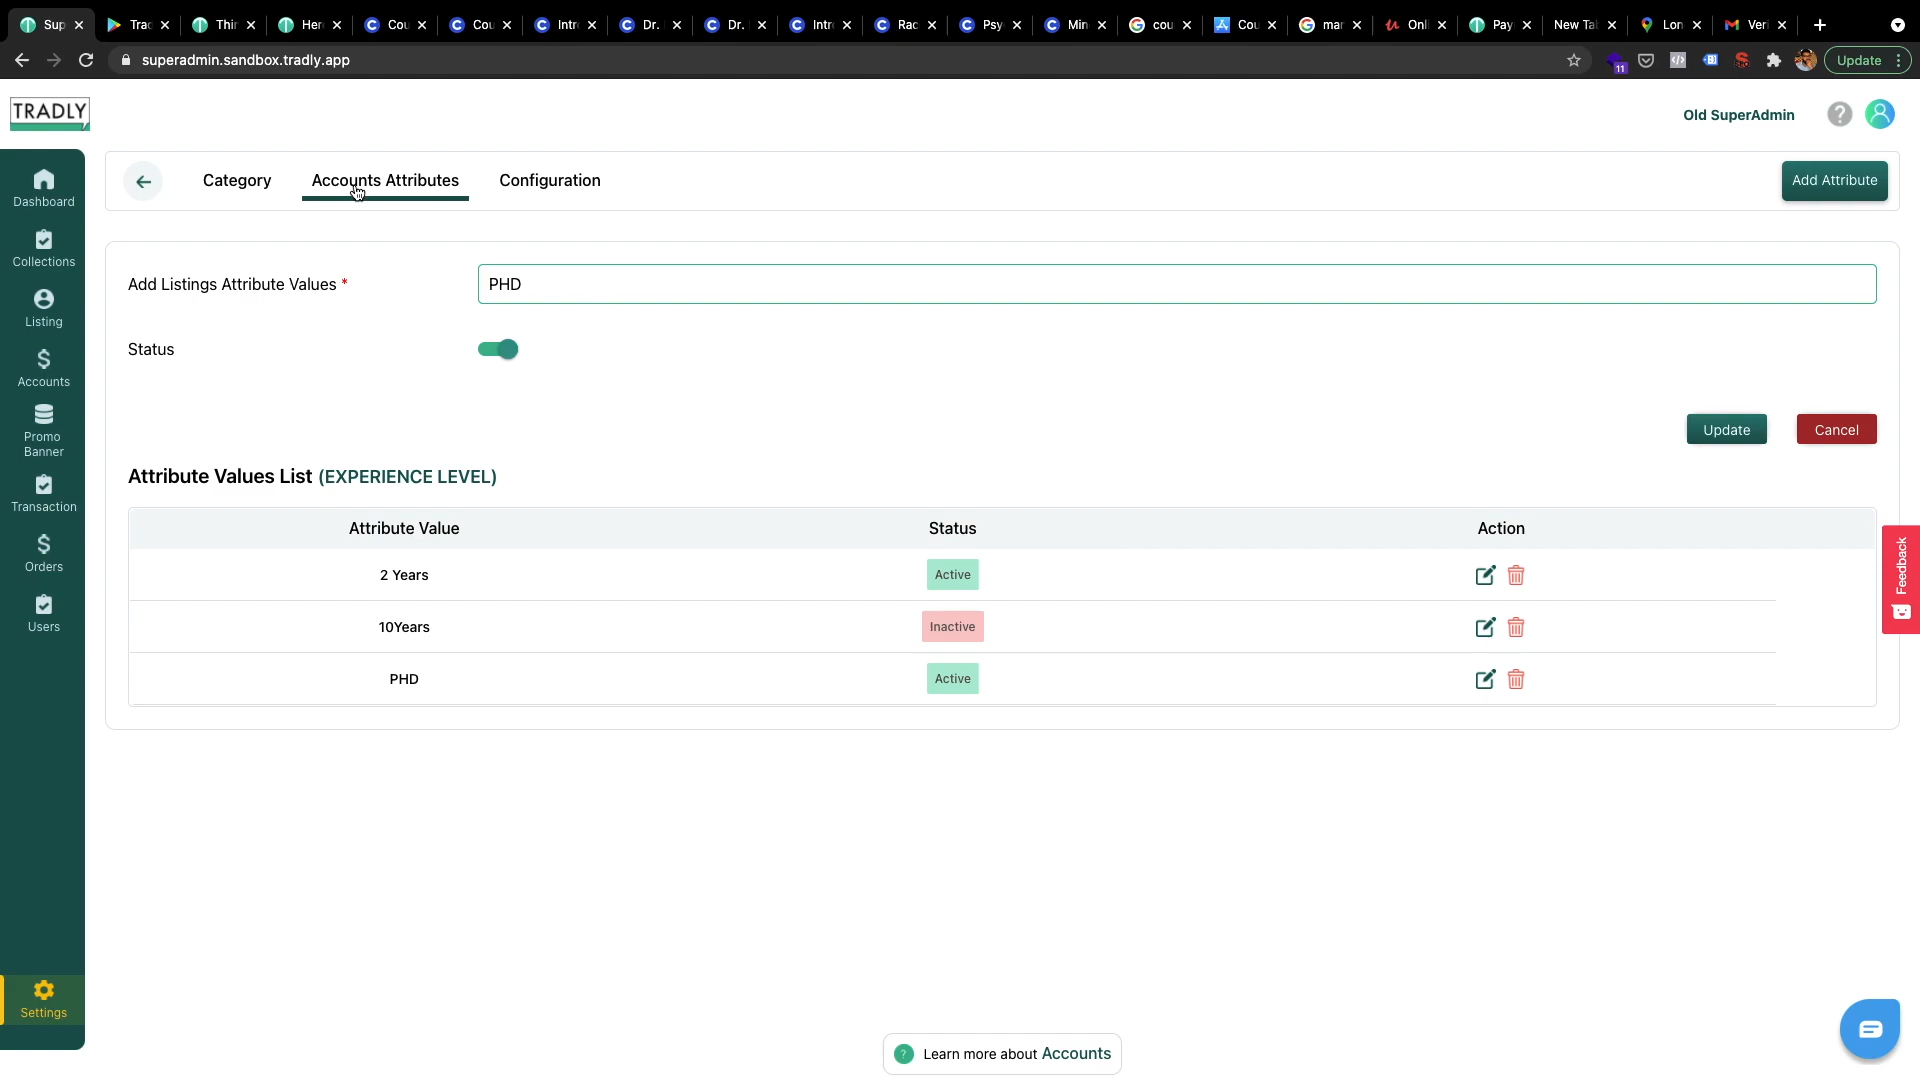 Sup
Trac
Thir
Her
Cou
Cou
Intr
Dr.
Dr.
Intr
Rac
Psy
Min
cou
Cou
mar
Onli
Pay
New Ta
Lon
Veri
superadmin.sandbox.tradly.app
11
Update
TRADLY
Old SuperAdmin
?
Dashboard
Collections
Listing
Accounts
Promo
Banner
Transaction
Orders
Users
Settings
Category
Accounts Attributes
Configuration
Add Attribute
Add Listings Attribute Values *
PHD
Status
Update
Cancel
Attribute Values List (EXPERIENCE LEVEL)
Attribute Value
Status
Action
2 Years
Active
10Years
Inactive
PHD
Active
Feedback
? Learn more about Accounts